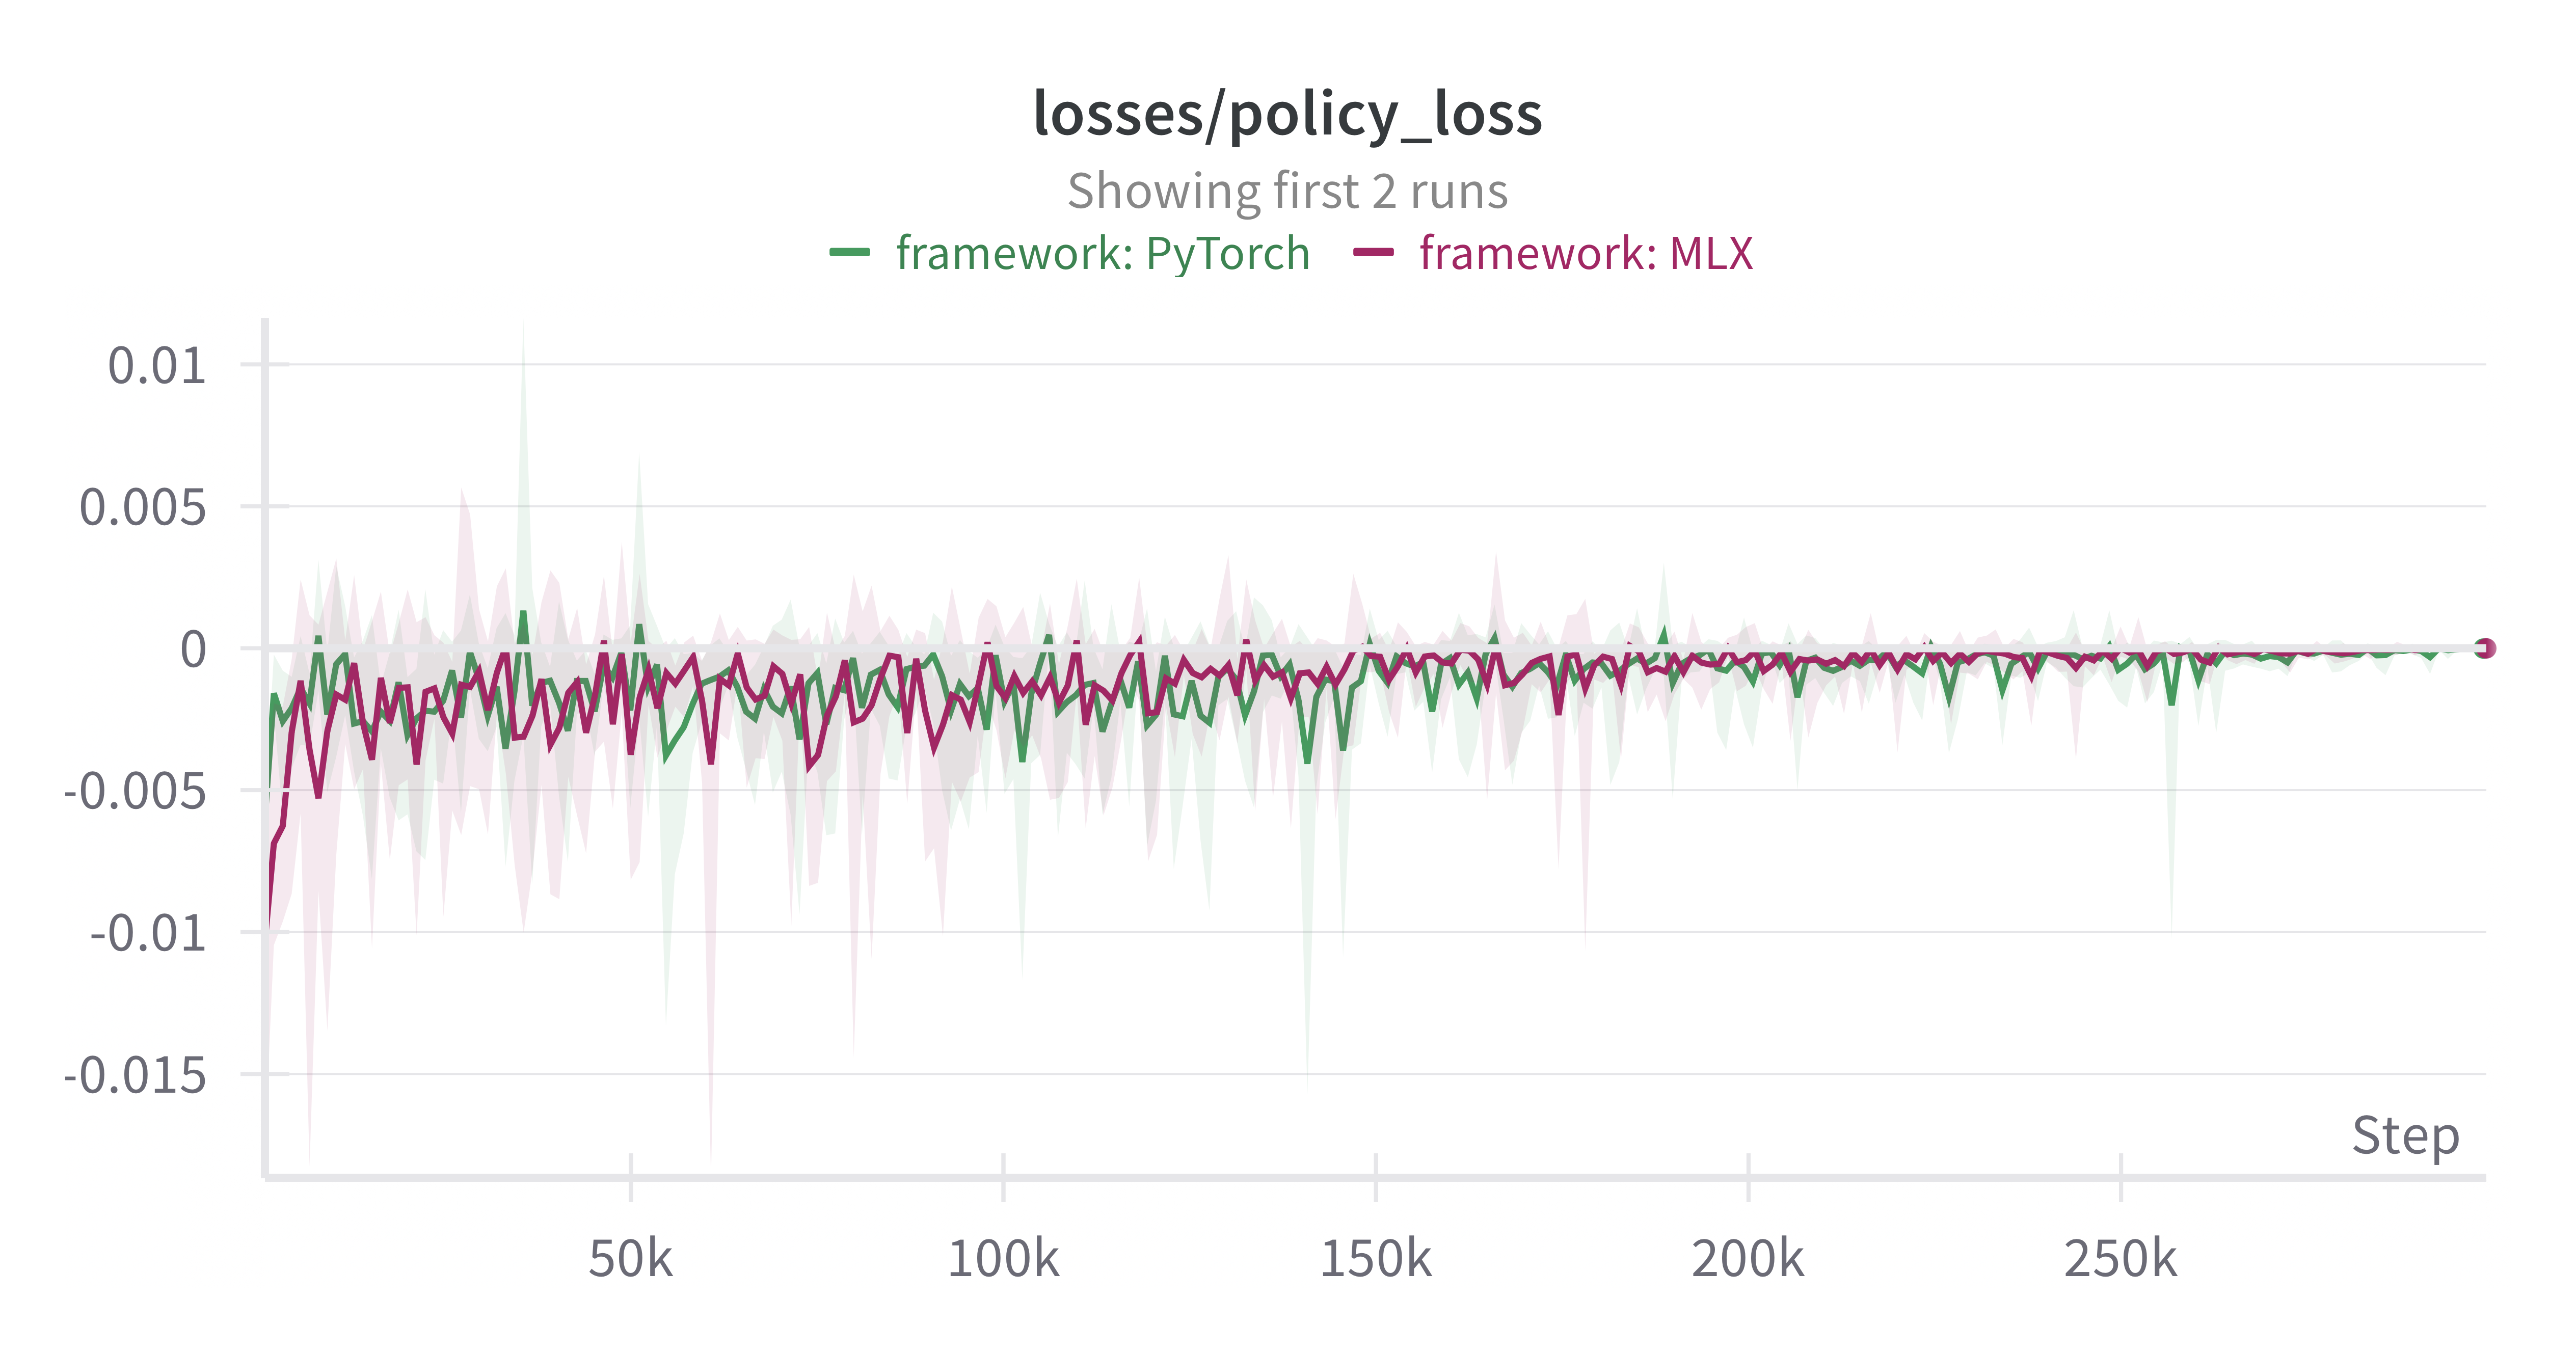 losses/policy_loss
Showing first 2 runs
framework: PyTorch framework: MLX
0.01
0.005
0
-0.005
-0.01
-0.015
Step
50k 100k 150k 200k 250k